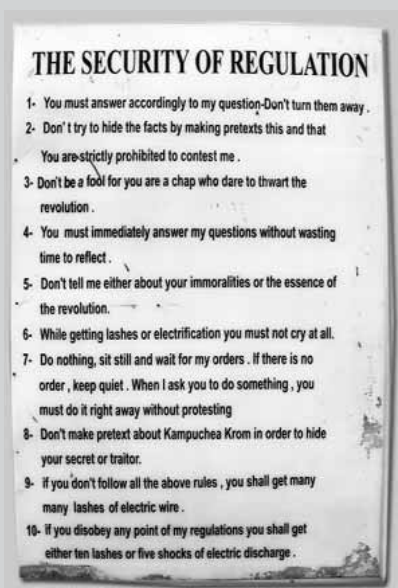 THE SECURITY OF REGULATION
1- You must answer accordingly to my question-Don't turn them away .
2- Don't try to hide the facts by making pretexts this and that
You are strictly prohibited to contest me .
3- Don't be a fool for you are a chap who dare to thwart the
revolution .
4- You must immediately answer my questions without wasting
time to reflect .
5- Don't tell me either about your immoralities or the essence of
the revolution.
6- While getting lashes or electrification you must not cry at all.
7- Do nothing, sit still and wait for my orders . If there is no
order , keep quiet . When I ask you to do something , you
must do it right away without protesting
8- Don't make pretext about Kampuchea Krom in order to hide
your secret or traitor.
9- if you don't follow all the above rules , you shall get many
many lashes of electric wire .
10- if you disobey any point of my regulations you shall get
either ten lashes or five shocks of electric discharge .